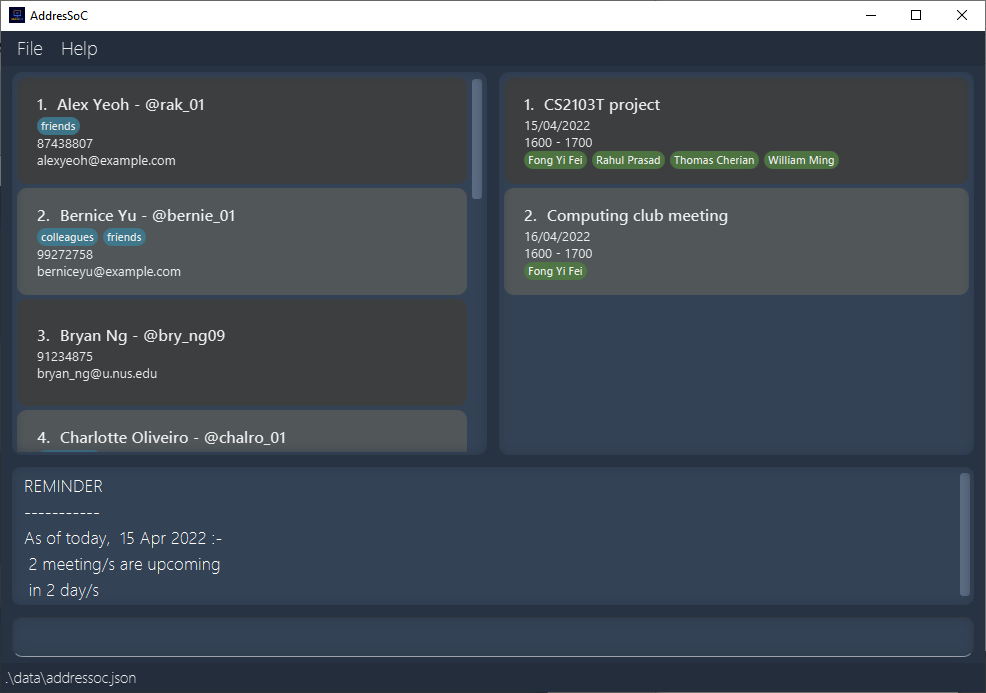 AddresSoC
File Help
1. Alex Yeoh - @rak_01
friends
87438807
alexyeoh@example.com
2. Bernice Yu - @bernie_01
colleagues friends
99272758
berniceyu@example.com
3. Bryan Ng - @bry_ng09
91234875
bryan_ng@u.nus.edu
4. Charlotte Oliveiro - @chalro_01
1. CS2103T project
15/04/2022
1600 - 1700
Fong Yi Fei Rahul Prasad Thomas Cherian William Ming
2. Computing club meeting
16/04/2022
1600 - 1700
Fong Yi Fei
REMINDER
-----------
As of today, 15 Apr 2022 :-
2 meeting/s are upcoming
in 2 day/s
.\data\addressoc.json